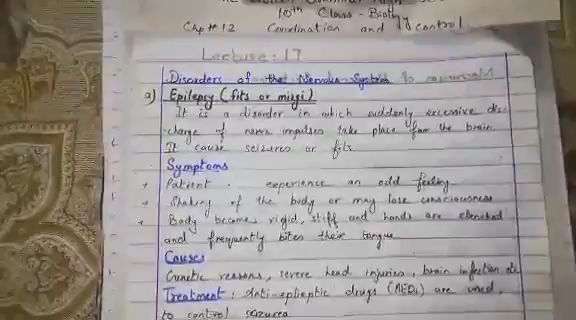 10th Class - Biology
Chp # 12 Coordination and Control
Lecture: 17
Disorders of the Nervous System
a) Epilepsy (fits or mirgi)
It is a disorder in which suddenly excessive dis-
charge of nerve impulses take place from the brain
It cause seizures or fits
Symptoms
Patient experience an odd feeling
Shaking of the body or may lose consciousness
Body becomes rigid, stiff and hands are clenched
and frequently bites their tongue
Causes
Genetic reasons, severe head injuries, brain infection etc
Treatment: Anti-epileptic drugs (AEDs) are used,
to control seizures